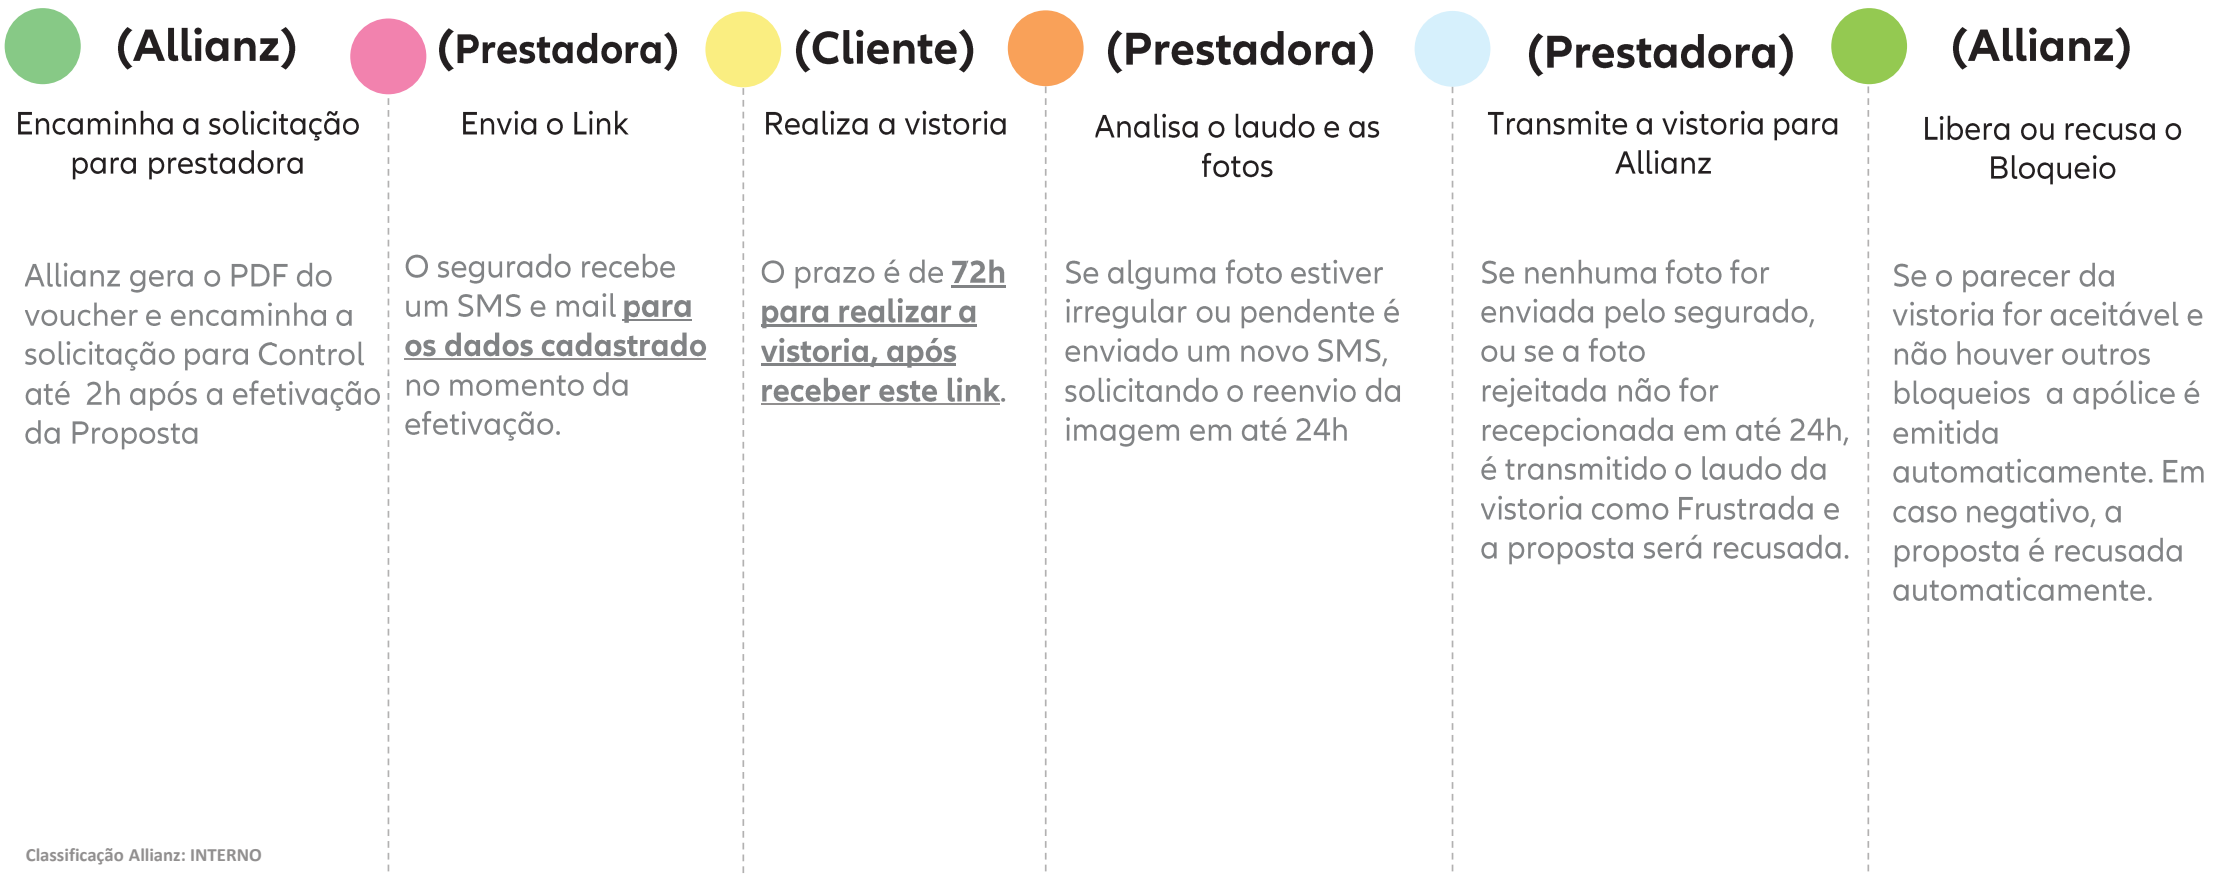 (Allianz)
Encaminha a solicitação
para prestadora
Allianz gera o PDF do
voucher e encaminha a
solicitação para Control
até  2h após a efetivação
da Proposta
(Prestadora)
Envia o Link
O segurado recebe
um SMS e mail para
os dados cadastrado
no momento da
efetivação.
(Cliente)
Realiza a vistoria
O prazo é de 72h
para realizar a
vistoria, após
receber este link.
(Prestadora)
Analisa o laudo e as
fotos
Se alguma foto estiver
irregular ou pendente é
enviado um novo SMS,
solicitando o reenvio da
imagem em até 24h
(Prestadora)
Transmite a vistoria para
Allianz
Se nenhuma foto for
enviada pelo segurado,
ou se a foto
rejeitada não for
recepcionada em até 24h,
é transmitido o laudo da
vistoria como Frustrada e
a proposta será recusada.
(Allianz)
Libera ou recusa o
Bloqueio
Se o parecer da
vistoria for aceitável e
não houver outros
bloqueios  a apólice é
emitida
automaticamente. Em
caso negativo, a
proposta é recusada
automaticamente.
Classificação Allianz: INTERNO